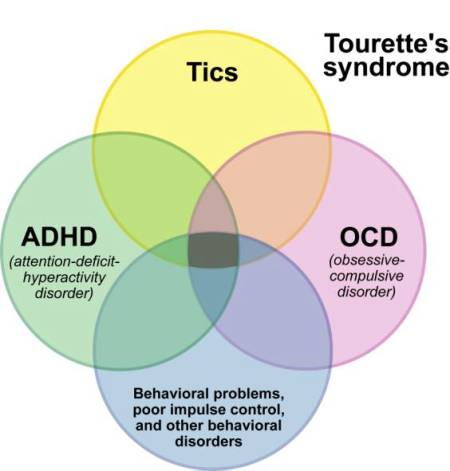 Tourette's
syndrome
Tics
ADHD
(attention-deficit-
hyperactivity
disorder)
OCD
(obsessive-
compulsive
disorder)
Behavioral problems,
poor impulse control,
and other behavioral
disorders